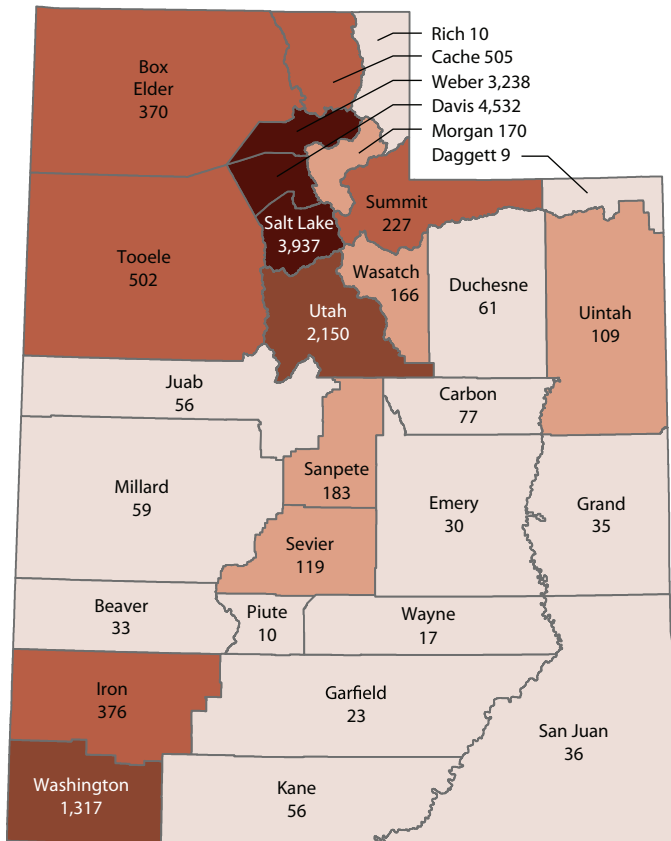 Rich 10
Cache 505
Weber 3,238
Davis 4,532
Morgan 170
Daggett 9
Box
Elder
370
Summit
227
Salt Lake
3,937
Tooele
502
Wasatch
166
Duchesne
61
Uintah
109
Utah
2,150
Juab
56
Carbon
77
Sanpete
183
Millard
59
Emery
30
Grand
35
Sevier
119
Beaver
33
Piute
10
Wayne
17
Iron
376
Garfield
23
San Juan
36
Washington
1,317
Kane
56